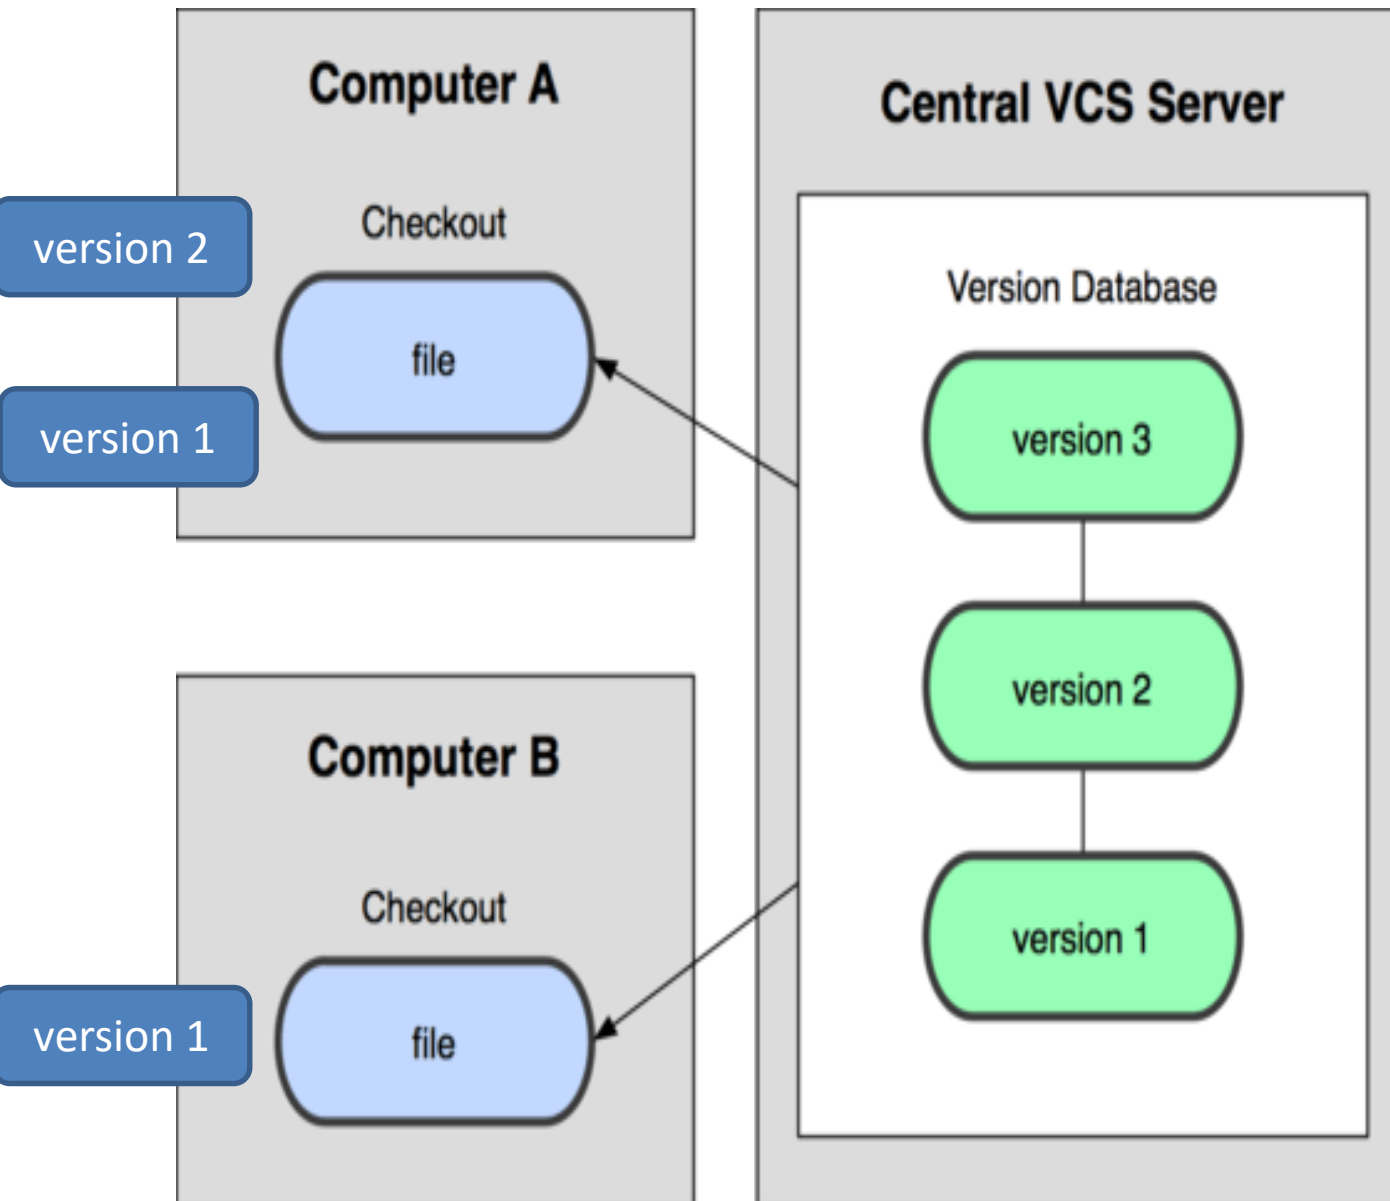 Computer A
Checkout
version 2
file
version 1
Computer B
Checkout
version 1
file
Central VCS Server
Version Database
version 3
version 2
version 1